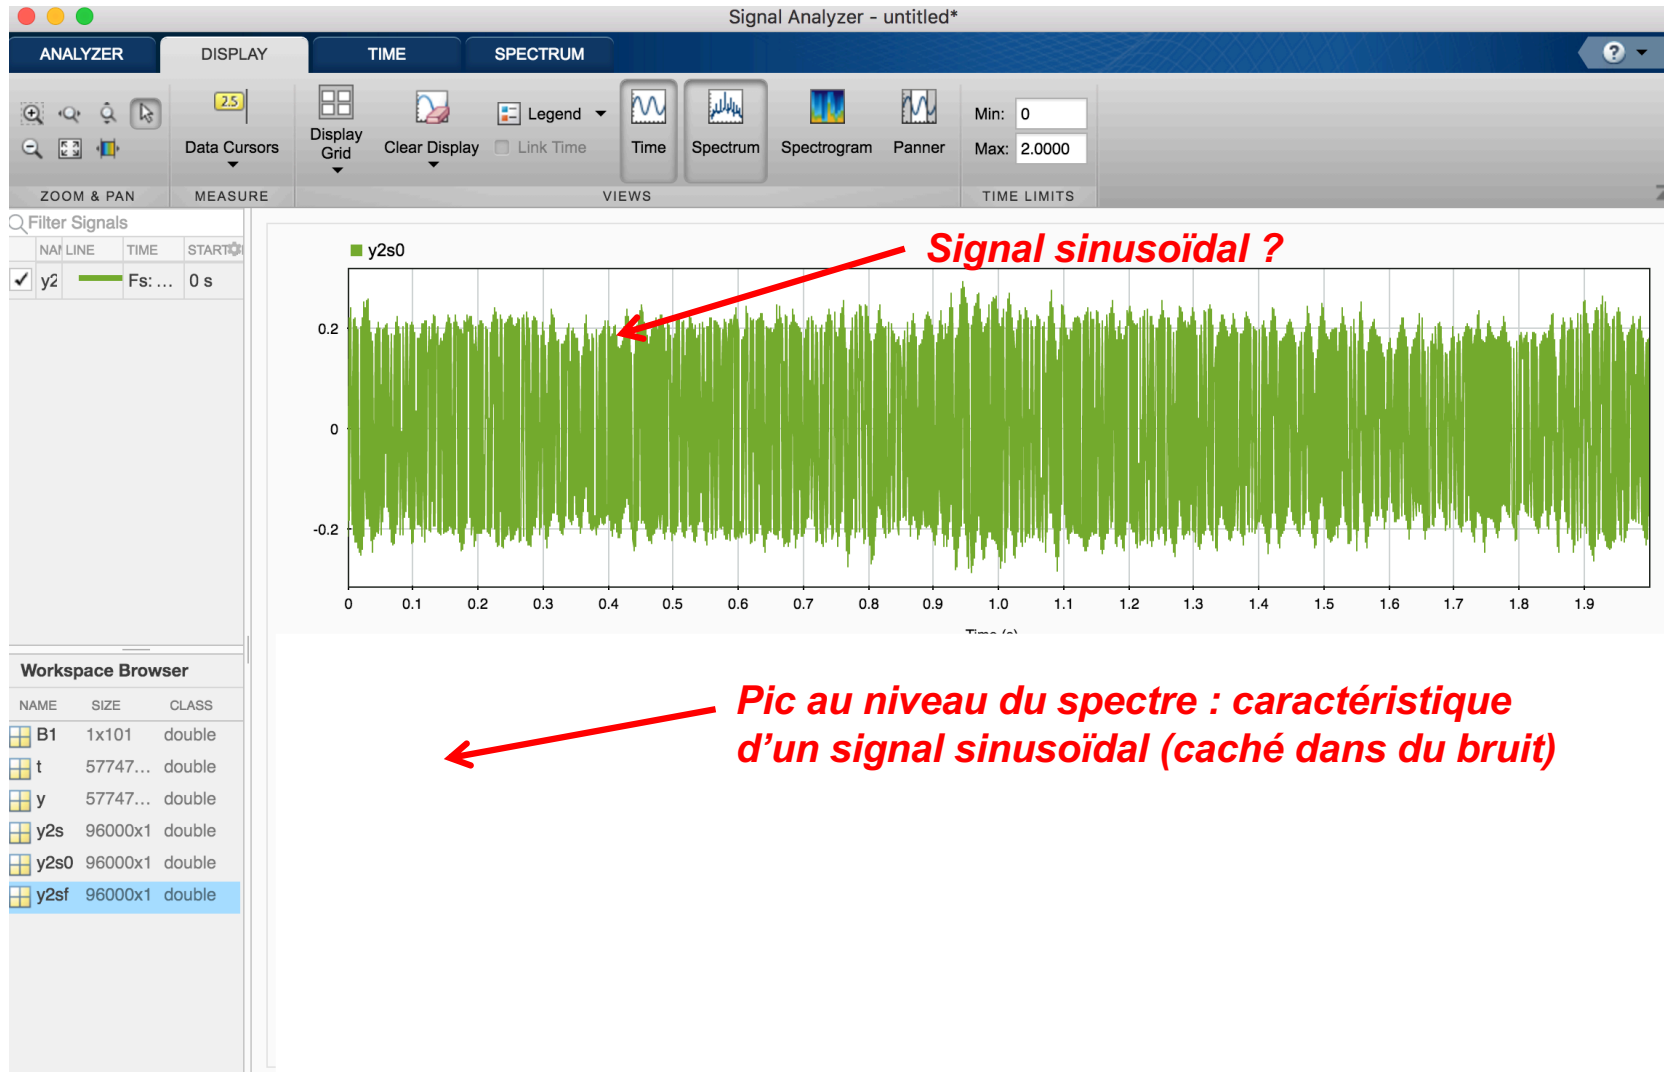 Signal Analyzer - untitled*
ANALYZER DISPLAY TIME SPECTRUM
2.5
Data Cursors
Display Grid
Clear Display
Legend
Link Time
Time
Spectrum
Spectrogram
Panner
Min: 0
Max: 2.0000
ZOOM & PAN MEASURE VIEWS TIME LIMITS
Filter Signals
LINE TIME START
y2 Fs: ... 0 s
y2s0
Signal sinusoïdal ?
0.2
0
-0.2
0 0.1 0.2 0.3 0.4 0.5 0.6 0.7 0.8 0.9 1.0 1.1 1.2 1.3 1.4 1.5 1.6 1.7 1.8 1.9
Time (s)
Pic au niveau du spectre : caractéristique
d’un signal sinusoïdal (caché dans du bruit)
Workspace Browser
NAME SIZE CLASS
B1 1x101 double
t 57747... double
y 57747... double
y2s 96000x1 double
y2s0 96000x1 double
y2sf 96000x1 double